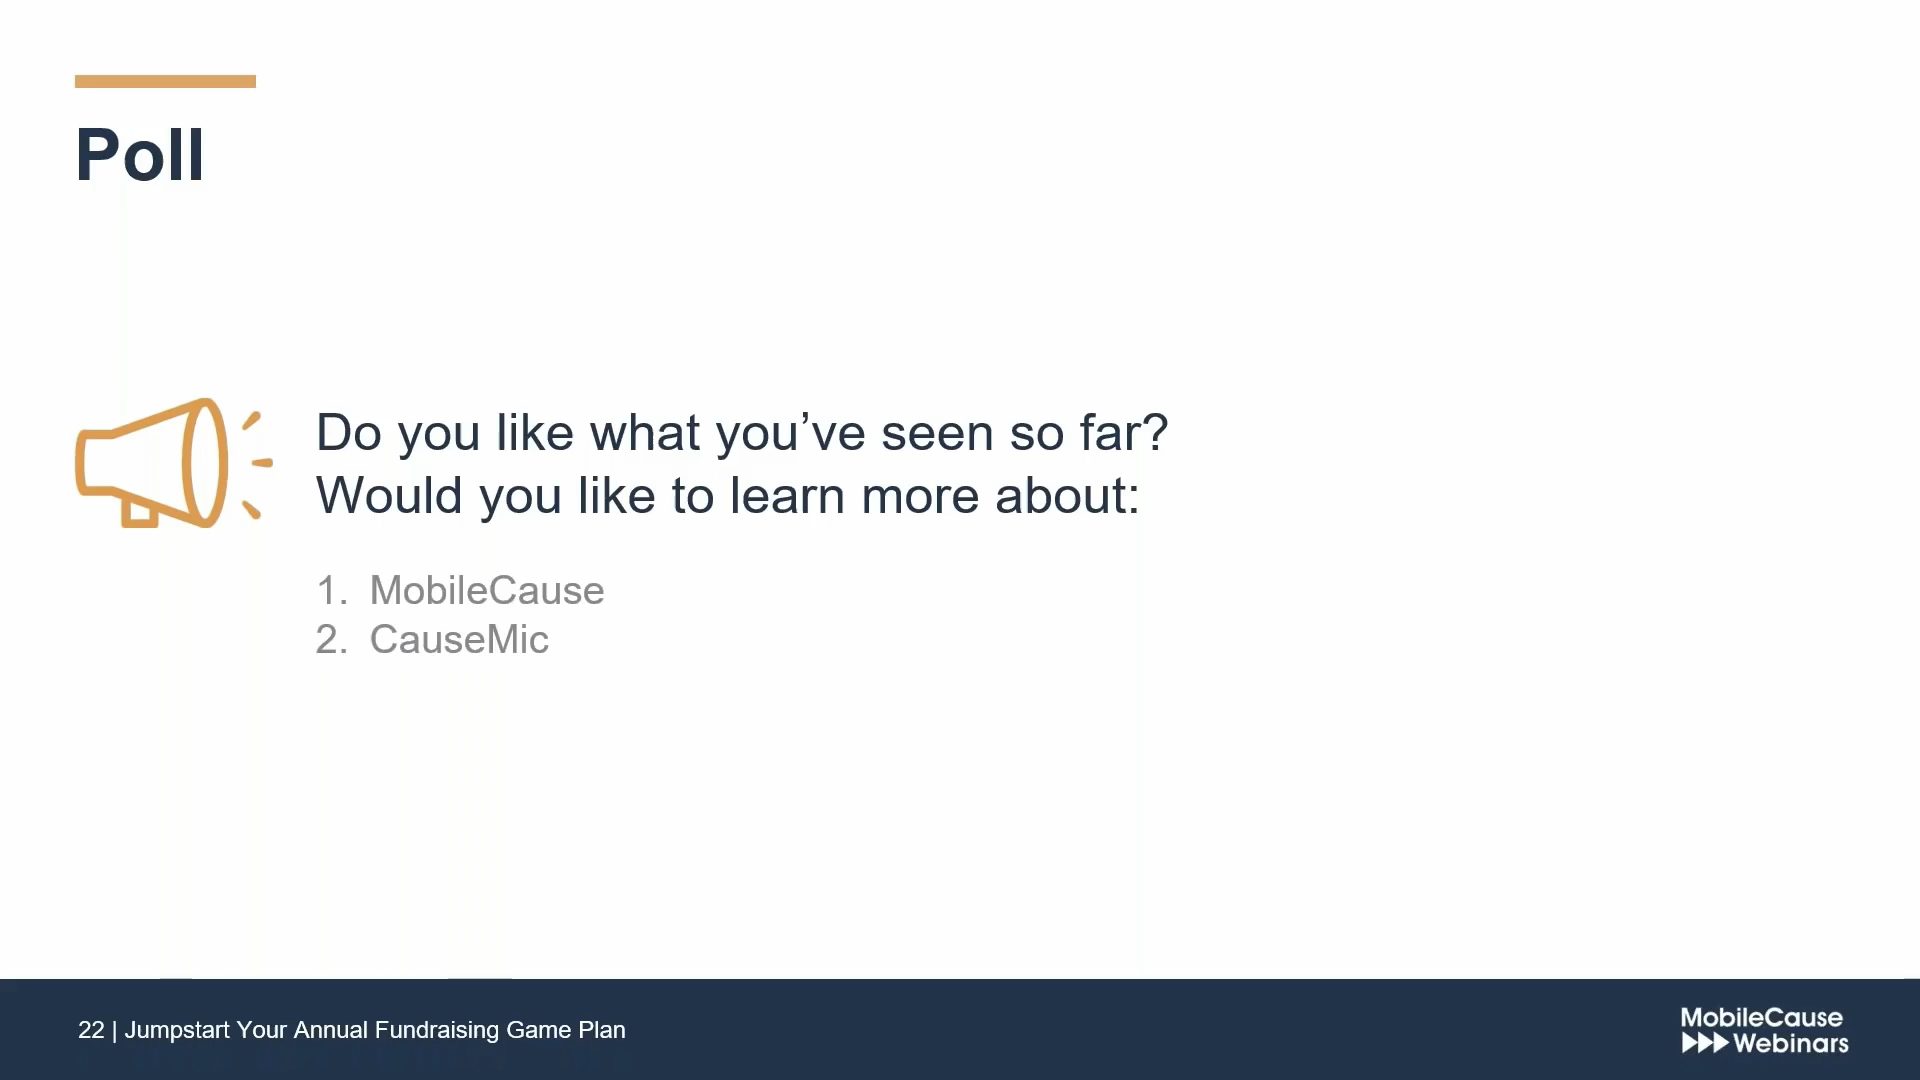 Poll
Do you like what you’ve seen so far?
Would you like to learn more about:
1. MobileCause
2. CauseMic
22 | Jumpstart Your Annual Fundraising Game Plan
MobileCause
Webinars